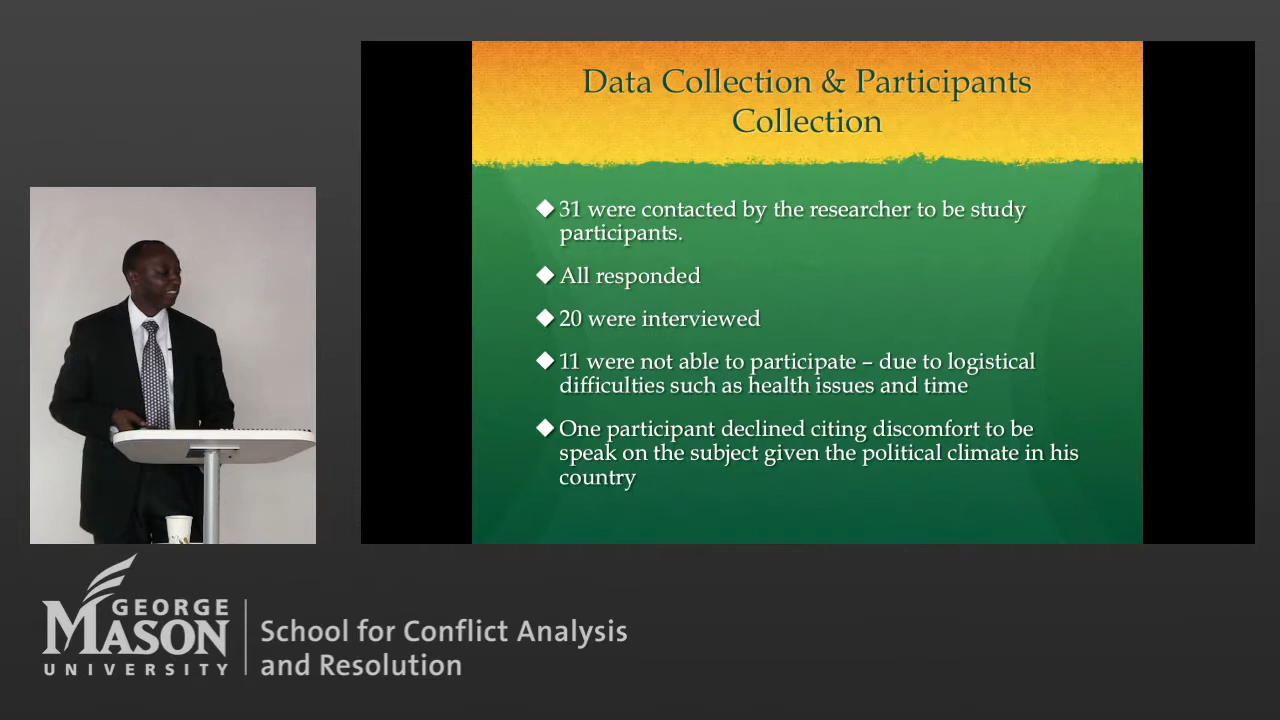 Data Collection & Participants
Collection
31 were contacted by the researcher to be study
participants.
All responded
20 were interviewed
11 were not able to participate – due to logistical
difficulties such as health issues and time
One participant declined citing discomfort to be
speak on the subject given the political climate in his
country
GEORGE
MASON
UNIVERSITY
School for Conflict Analysis
and Resolution